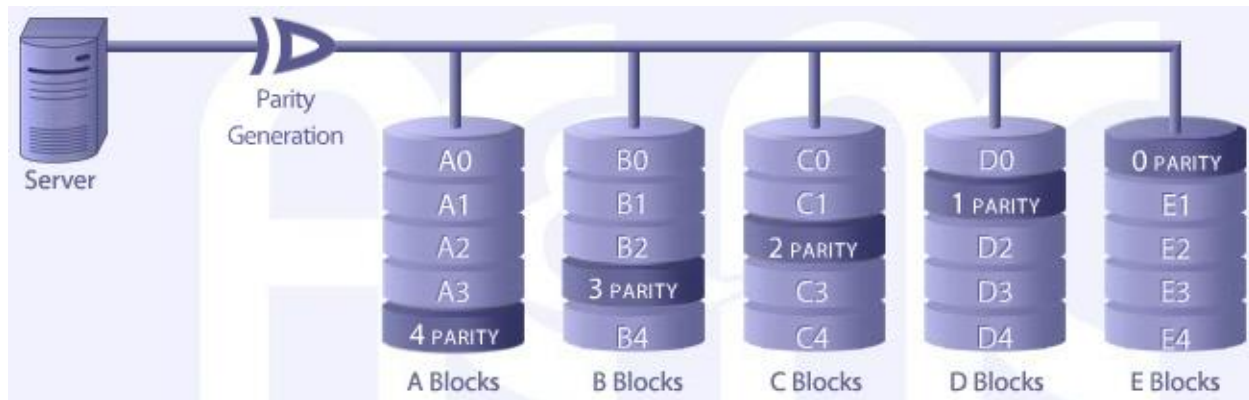 Server
Parity
Generation
A0
A1
A2
A3
4 PARITY
A Blocks
B0
B1
B2
3 PARITY
B4
B Blocks
C0
C1
2 PARITY
C3
C4
C Blocks
D0
1 PARITY
D2
D3
D4
D Blocks
0 PARITY
E1
E2
E3
E4
E Blocks